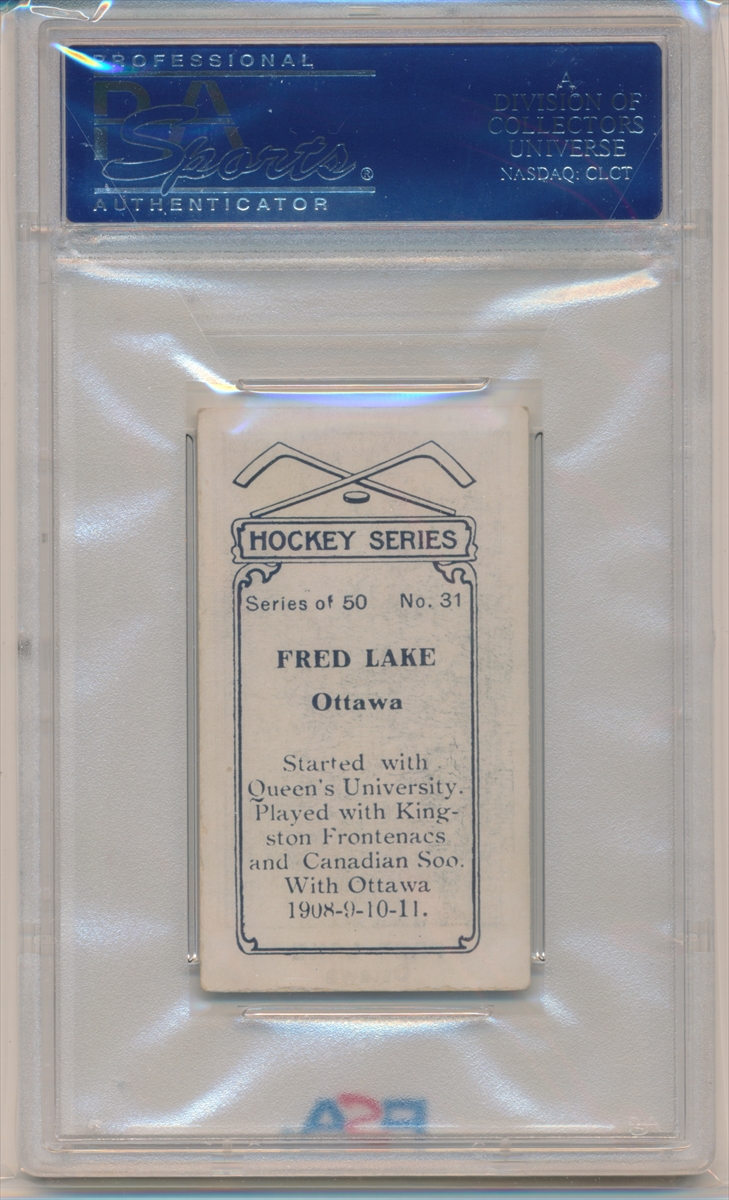 PROFESSIONAL
PSA
Sports®
AUTHENTICATOR
A
DIVISION OF
COLLECTORS
UNIVERSE
NASDAQ: CLCT
HOCKEY SERIES
Series of 50 No. 31
FRED LAKE
Ottawa
Started with
Queen's University.
Played with King-
ston Frontenacs
and Canadian Soo.
With Ottawa
1908-9-10-11.
PSA